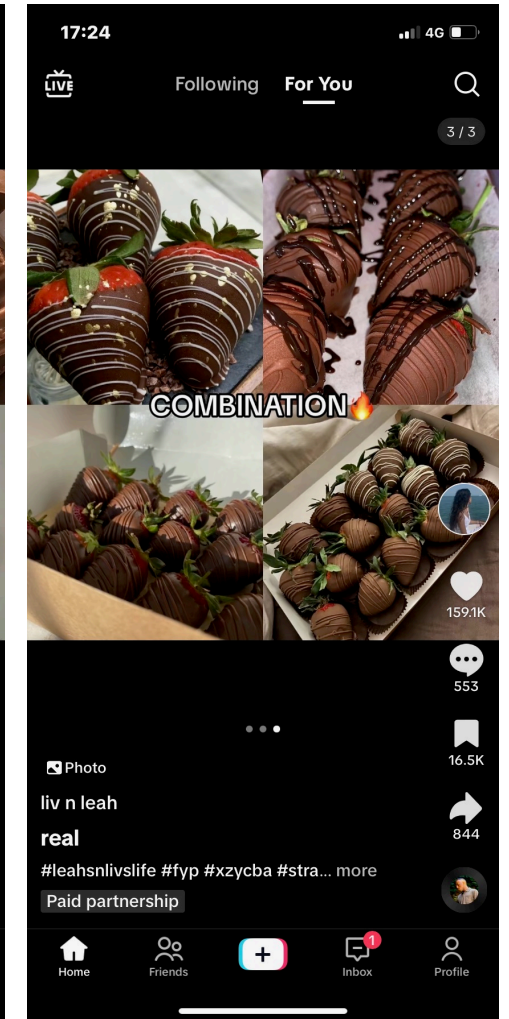 17:24
4G
LIVE
Following For You
3 / 3
COMBINATION🔥
159.1K
553
16.5K
Photo
liv n leah
844
real
#leahsnlivslife #fyp #xzycba #stra... more
Paid partnership
1
Home Friends Inbox Profile